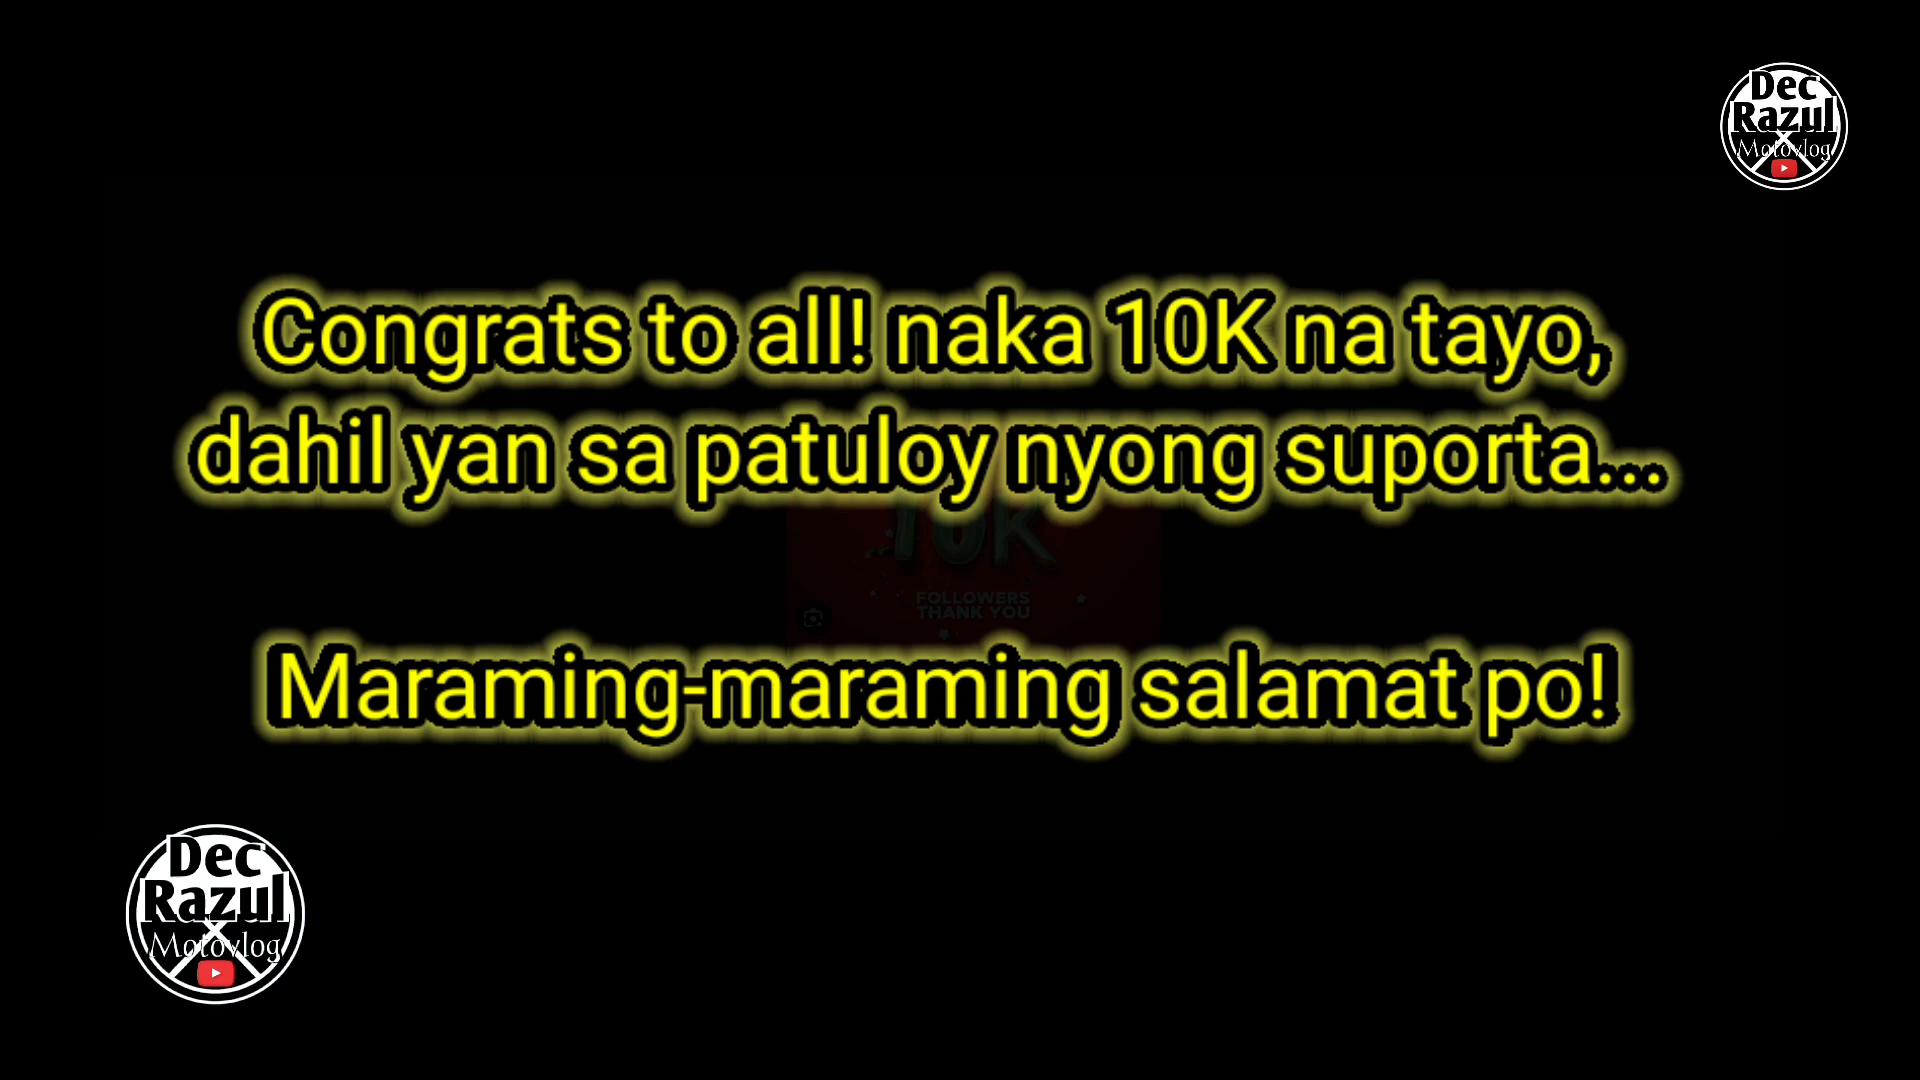 Dec
Razul
Motovlog
Congrats to all! naka 10K na tayo,
dahil yan sa patuloy nyong suporta...
10K
FOLLOWERS
THANK YOU
Maraming-maraming salamat po!
Dec
Razul
Motovlog